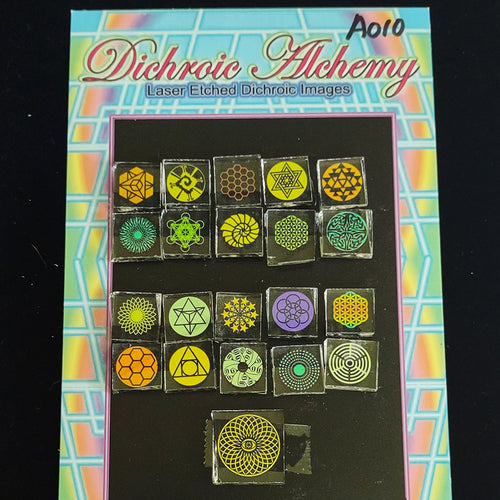 A010
Dichroic Alchemy
Laser Etched Dichroic Images